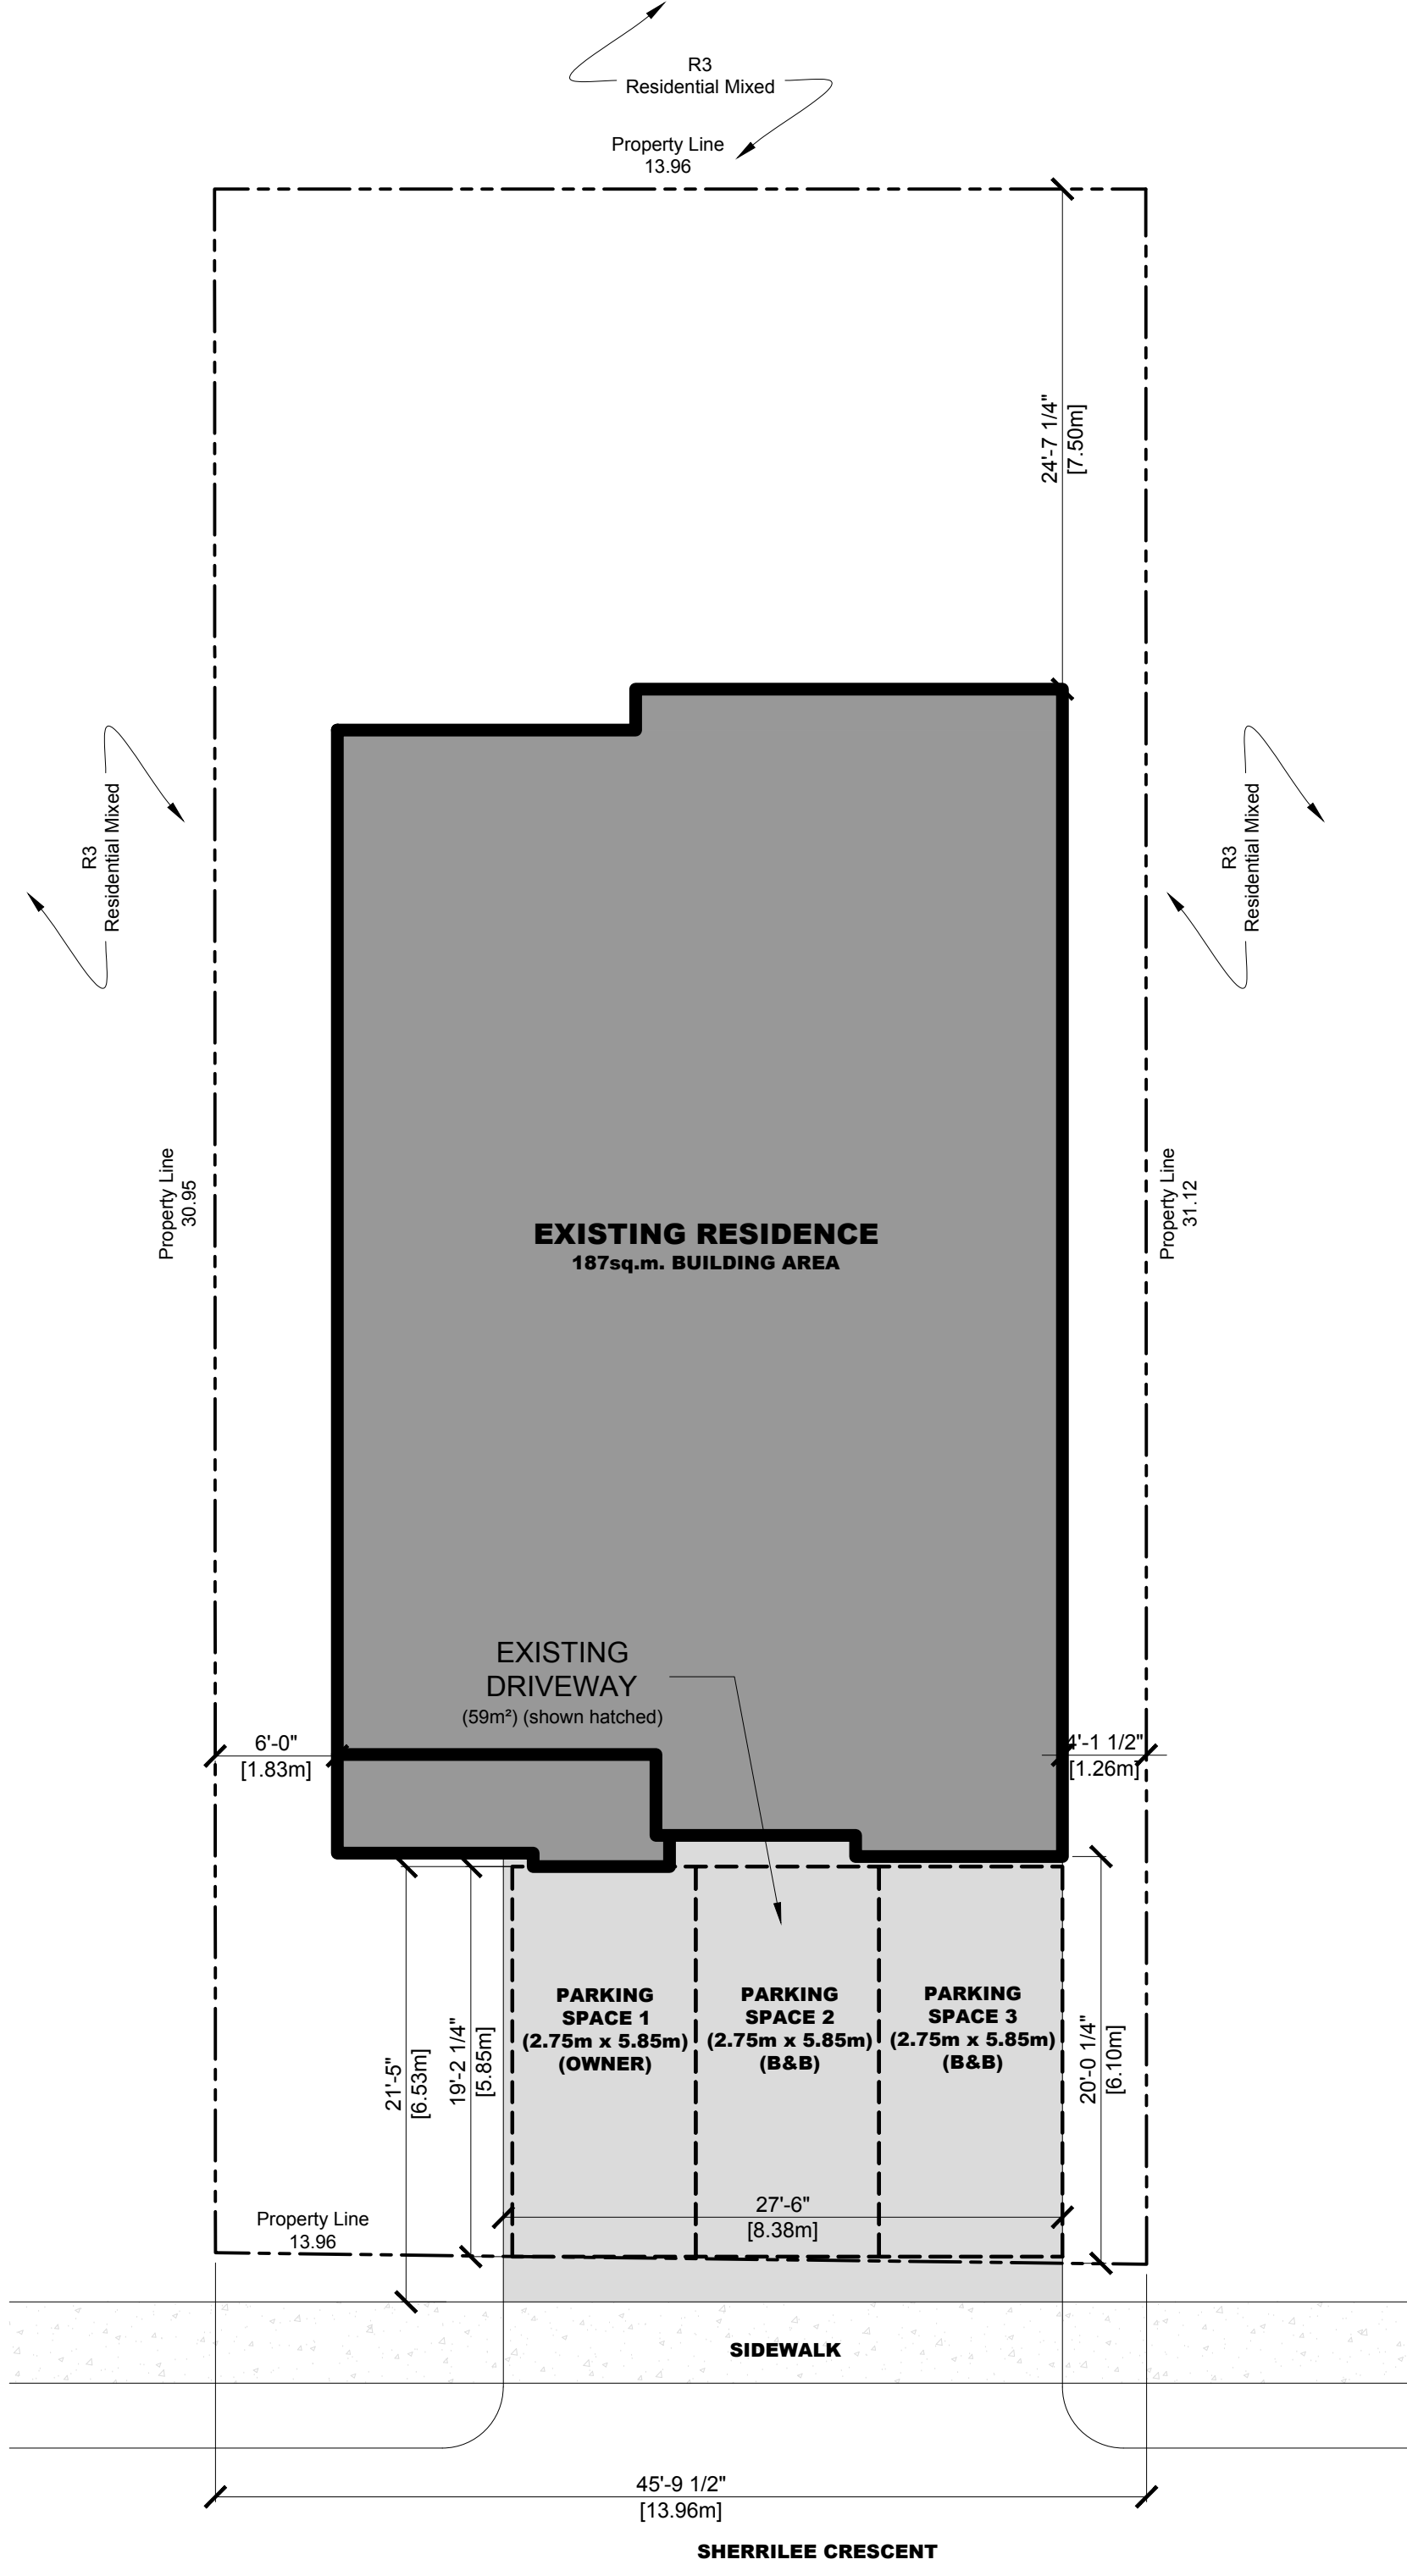 R3
Residential Mixed
Property Line
13.96
24'-7 1/4"
[7.50m]
R3
Residential Mixed
R3
Residential Mixed
Property Line
30.95
Property Line
31.12
EXISTING RESIDENCE
187sq.m. BUILDING AREA
EXISTING
DRIVEWAY
(59m²) (shown hatched)
6'-0"
[1.83m]
4'-1 1/2"
[1.26m]
PARKING
SPACE 1
(2.75m x 5.85m)
(OWNER)
PARKING
SPACE 2
(2.75m x 5.85m)
(B&B)
PARKING
SPACE 3
(2.75m x 5.85m)
(B&B)
21'-5"
[6.53m]
19'-2 1/4"
[5.85m]
20'-0 1/4"
[6.10m]
27'-6"
[8.38m]
Property Line
13.96
SIDEWALK
45'-9 1/2"
[13.96m]
SHERRILEE CRESCENT